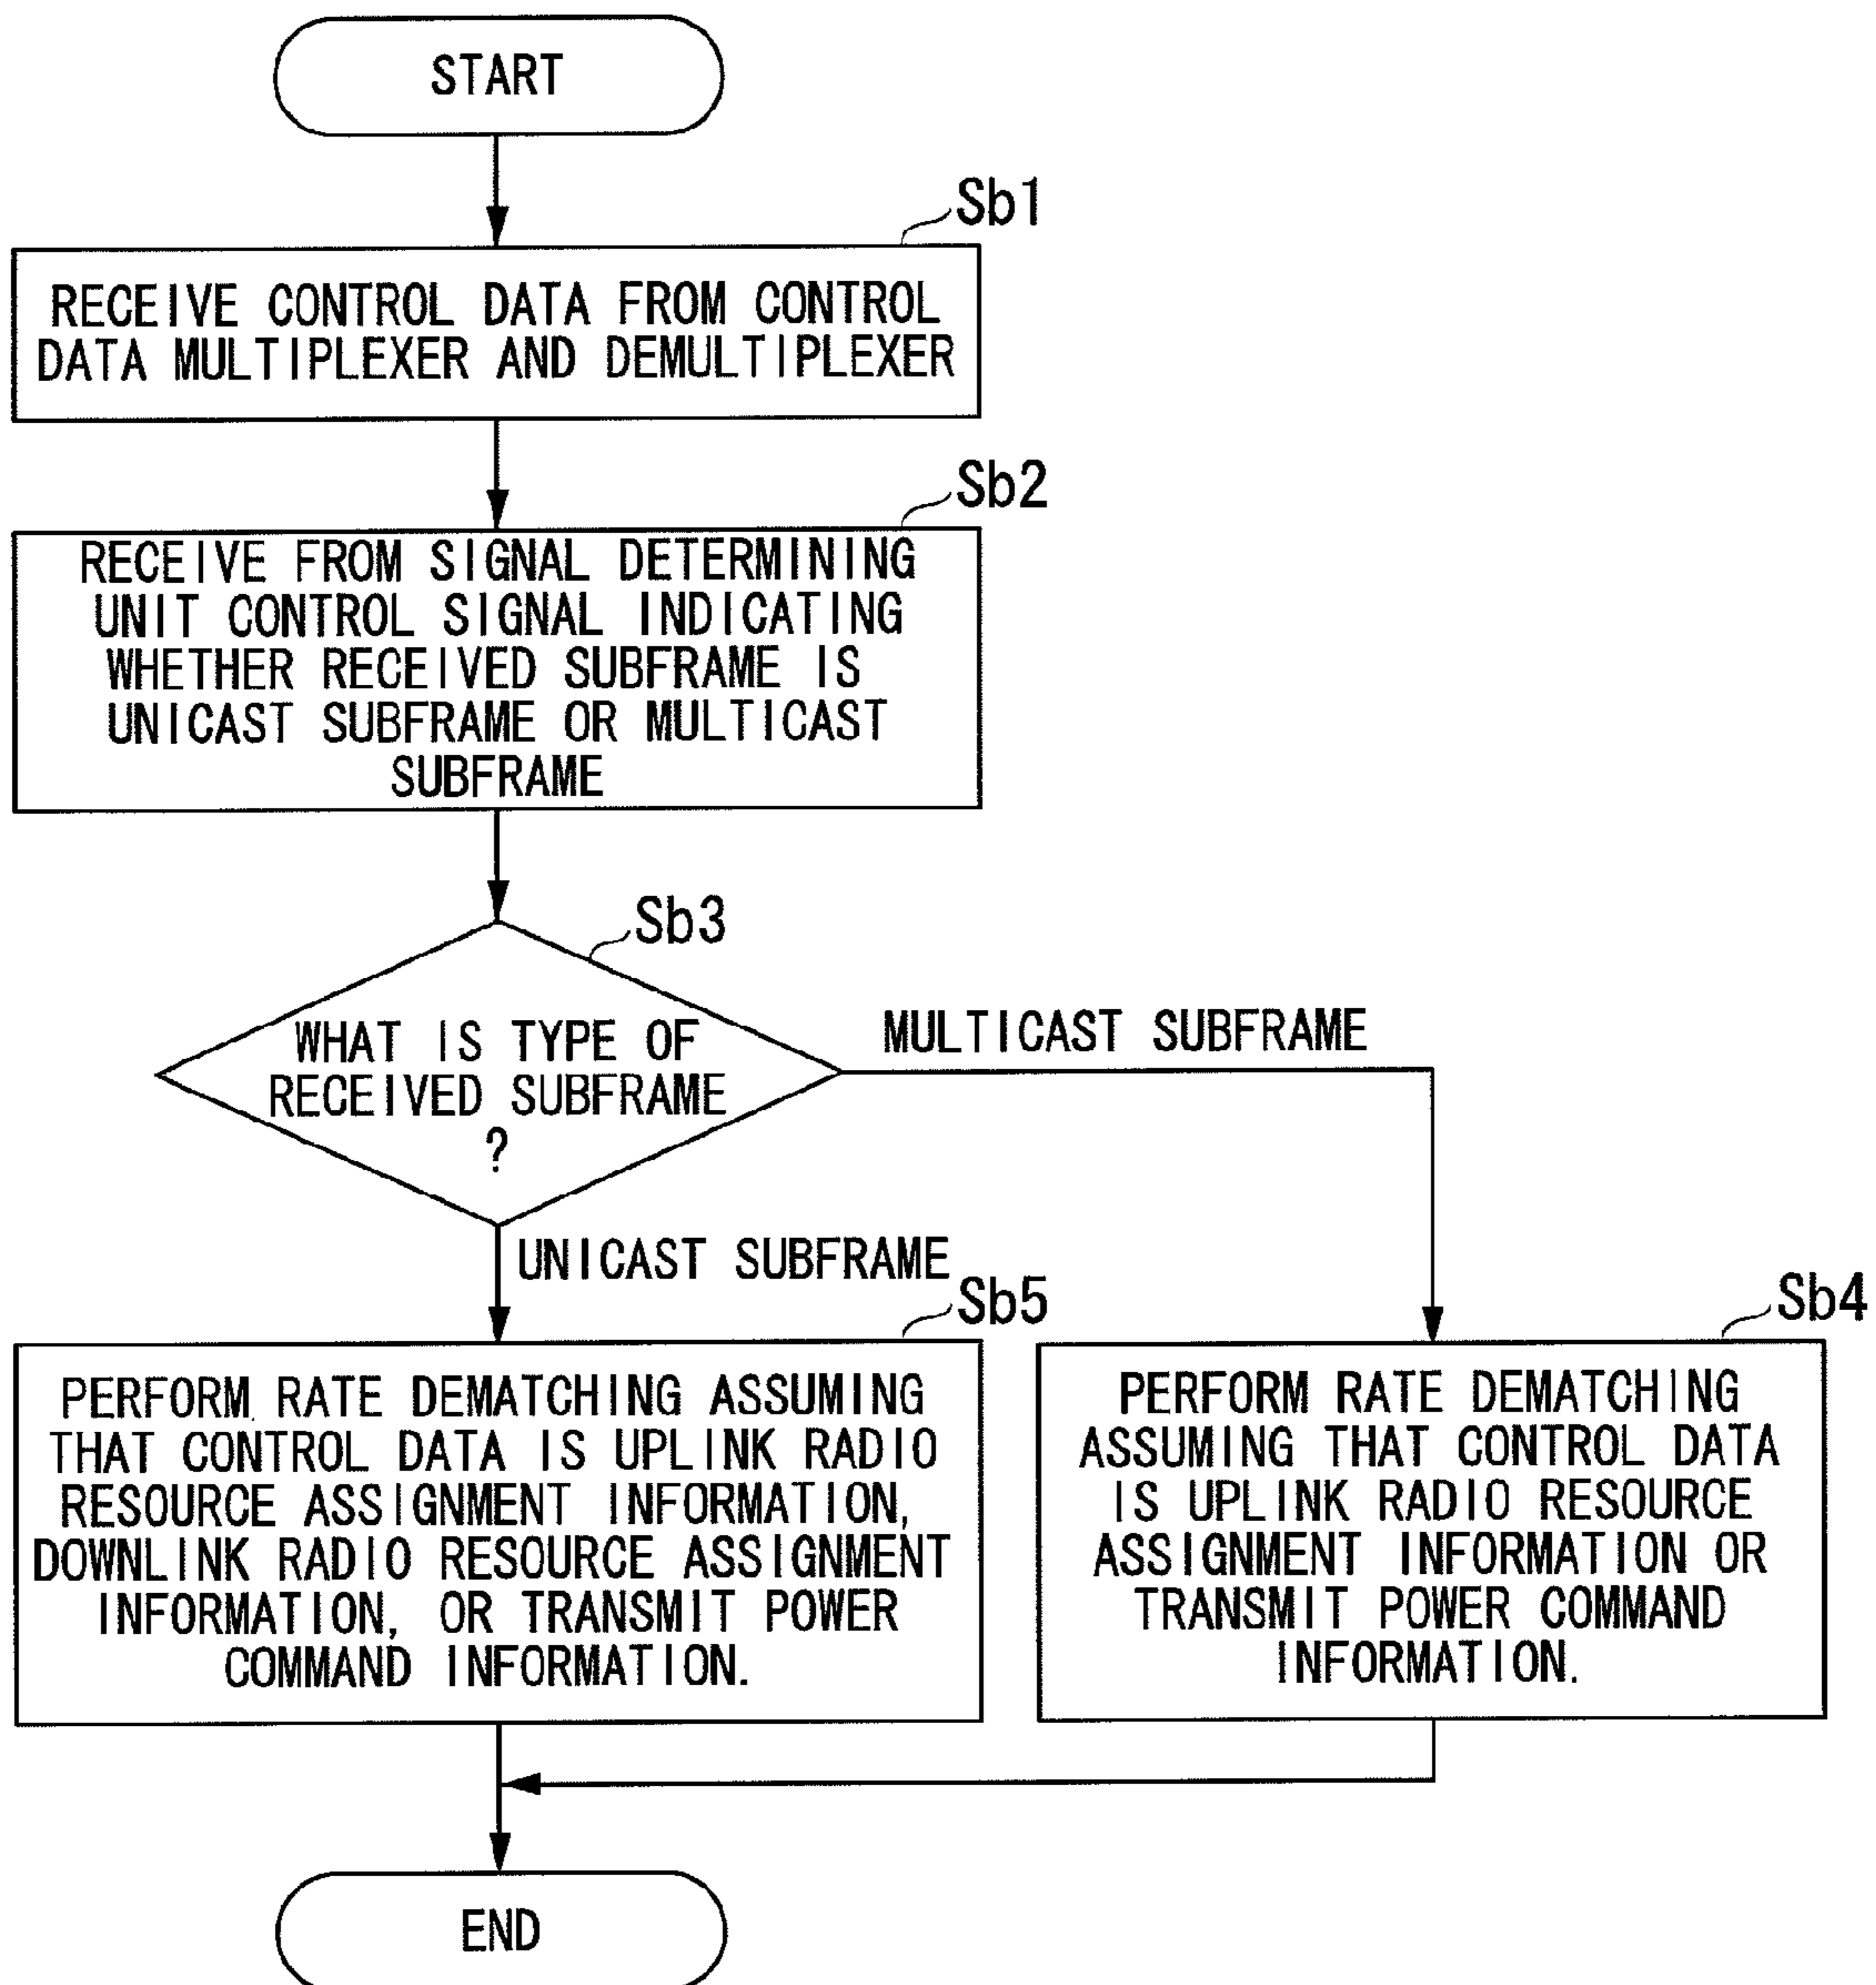 START
Sb1
RECEIVE CONTROL DATA FROM CONTROL
DATA MULTIPLEXER AND DEMULTIPLEXER
Sb2
RECEIVE FROM SIGNAL DETERMINING
UNIT CONTROL SIGNAL INDICATING
WHETHER RECEIVED SUBFRAME IS
UNICAST SUBFRAME OR MULTICAST
SUBFRAME
Sb3
WHAT IS TYPE OF
RECEIVED SUBFRAME
?
MULTICAST SUBFRAME
UNICAST SUBFRAME
Sb5
PERFORM RATE DEMATCHING ASSUMING
THAT CONTROL DATA IS UPLINK RADIO
RESOURCE ASSIGNMENT INFORMATION,
DOWNLINK RADIO RESOURCE ASSIGNMENT
INFORMATION, OR TRANSMIT POWER
COMMAND INFORMATION.
Sb4
PERFORM RATE DEMATCHING
ASSUMING THAT CONTROL DATA
IS UPLINK RADIO RESOURCE
ASSIGNMENT INFORMATION OR
TRANSMIT POWER COMMAND
INFORMATION.
END